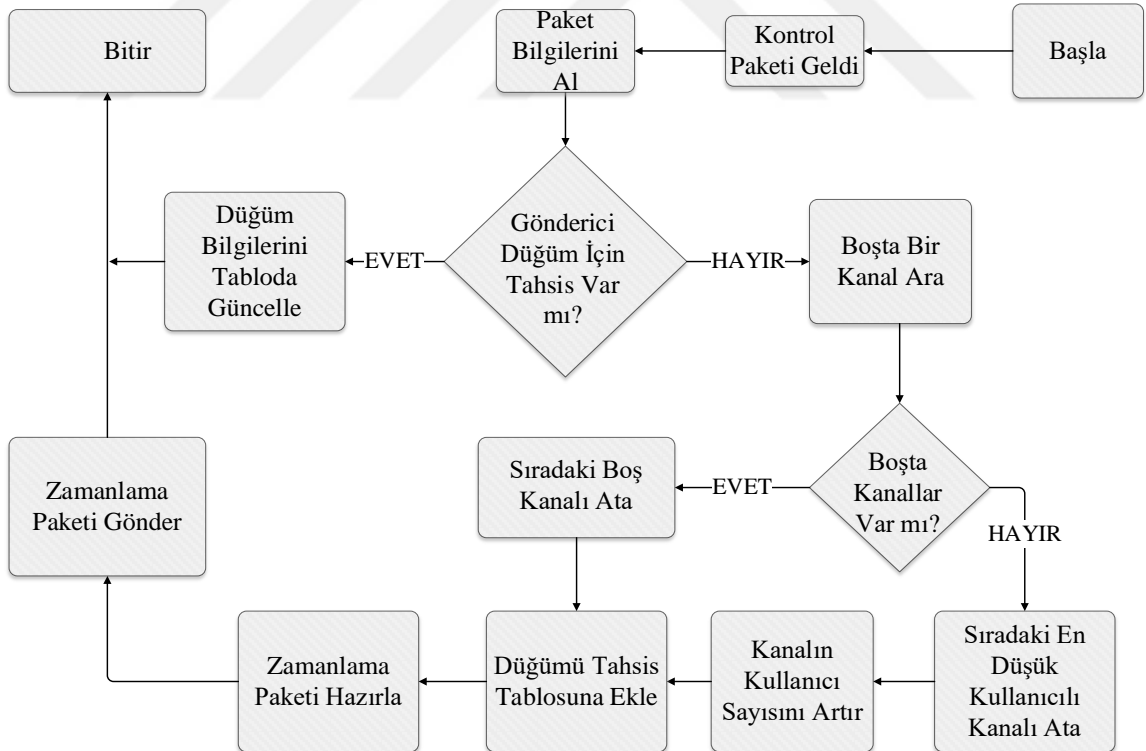 Bitir
Paket
Bilgilerini
Al
Kontrol
Paketi Geldi
Başla
Düğüm
Bilgilerini
Tabloda
Güncelle
EVET
Gönderici
Düğüm İçin
Tahsis Var
mı?
HAYIR
Boşta Bir
Kanal Ara
Zamanlama
Paketi Gönder
Sıradaki Boş
Kanalı Ata
EVET
Boşta
Kanallar
Var mı?
HAYIR
Zamanlama
Paketi Hazırla
Düğümü Tahsis
Tablosuna Ekle
Kanalın
Kullanıcı
Sayısını Artır
Sıradaki En
Düşük
Kullanıcılı
Kanalı Ata